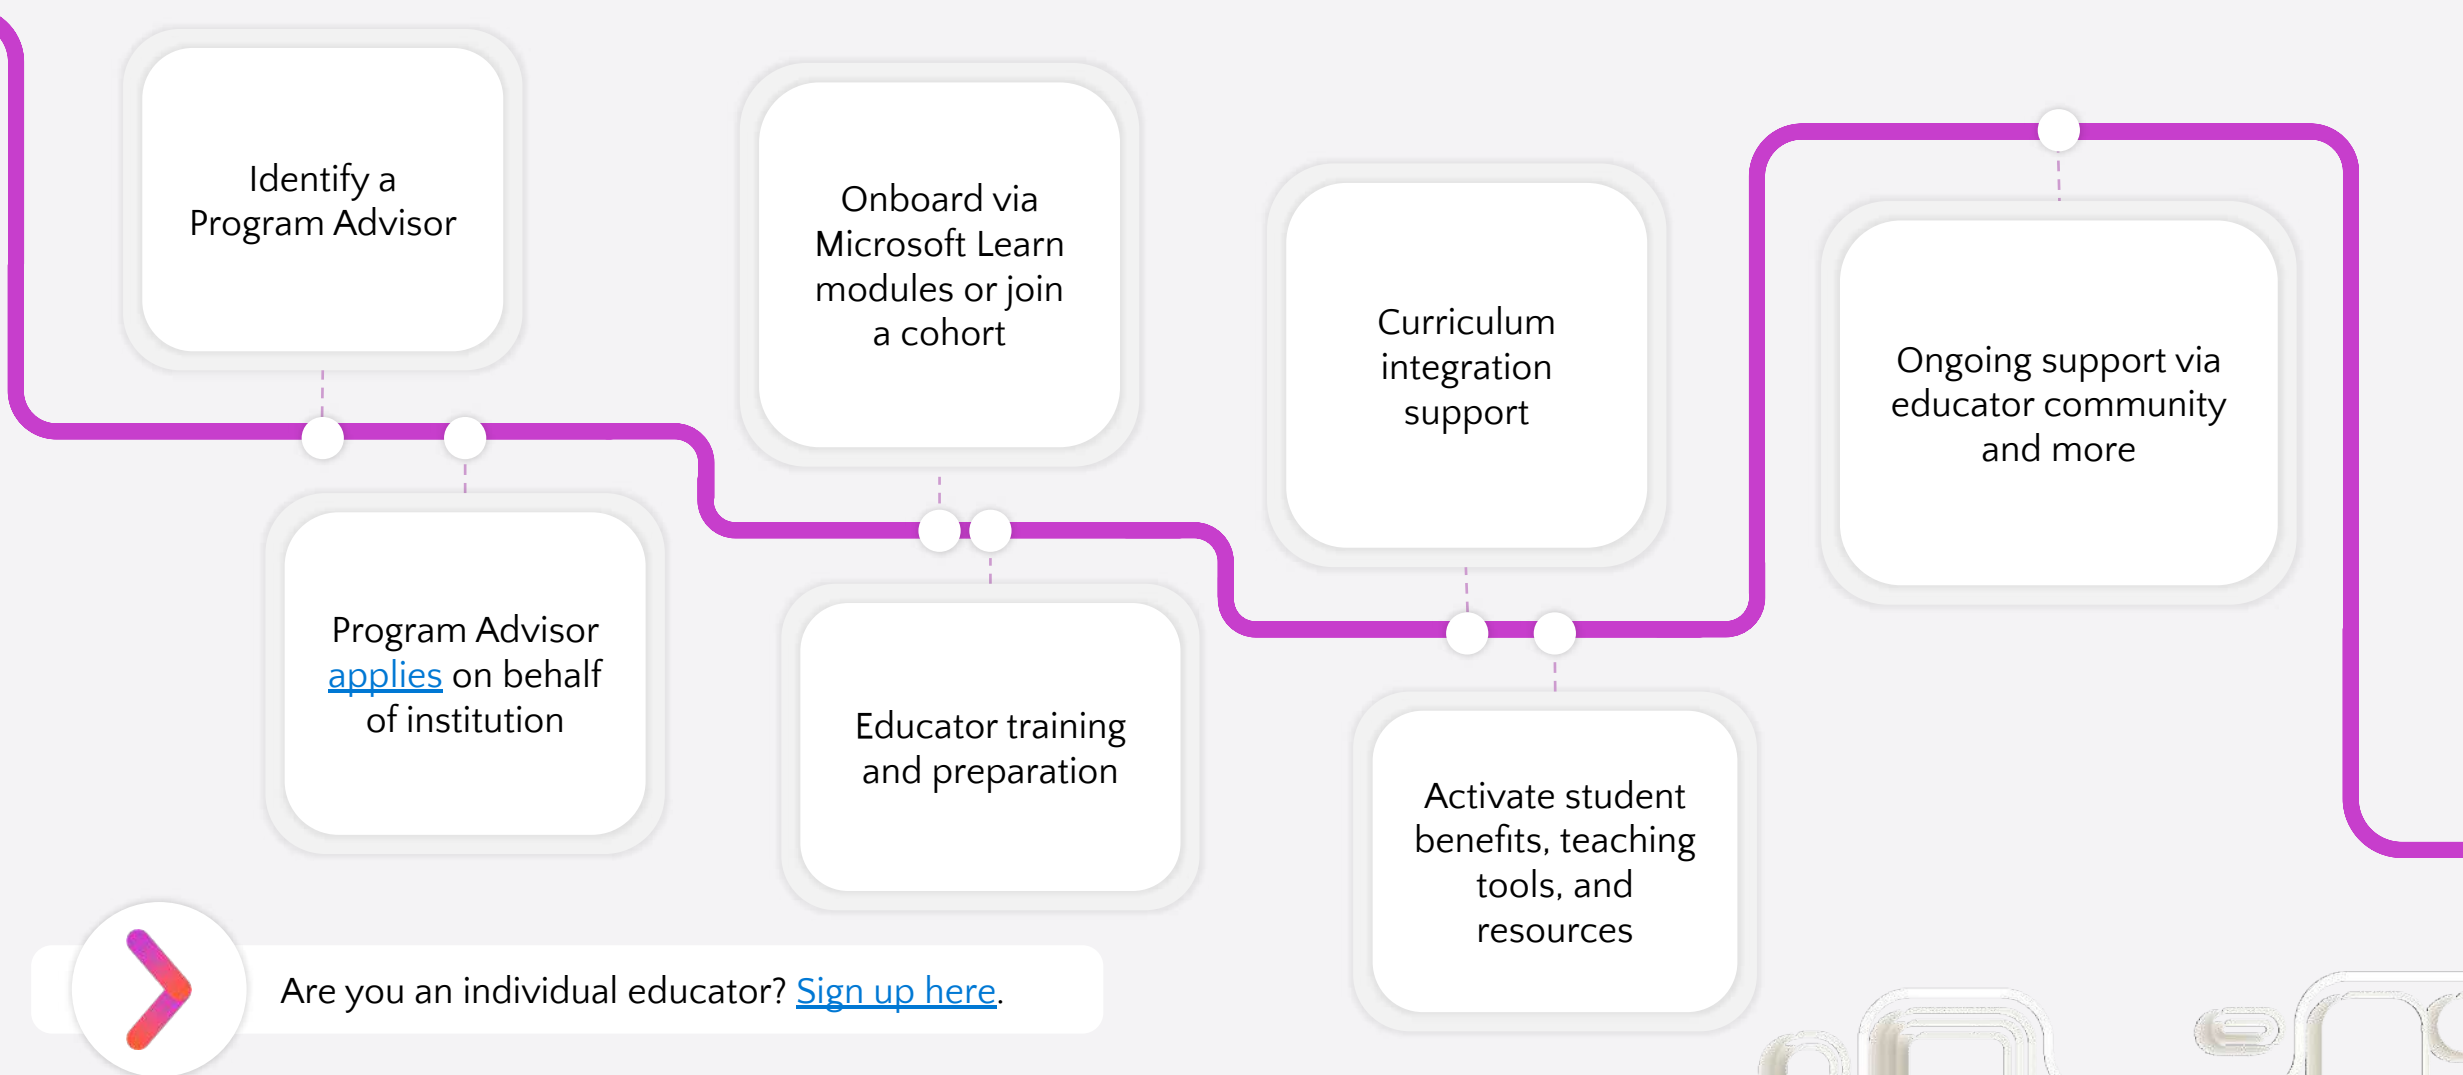 Identify a
Program Advisor
Program Advisor
applies on behalf
of institution
Onboard via
Microsoft Learn
modules or join
a cohort
Educator training
and preparation
Curriculum
integration
support
Activate student
benefits, teaching
tools, and
resources
Ongoing support via
educator community
and more
Are you an individual educator? Sign up here.